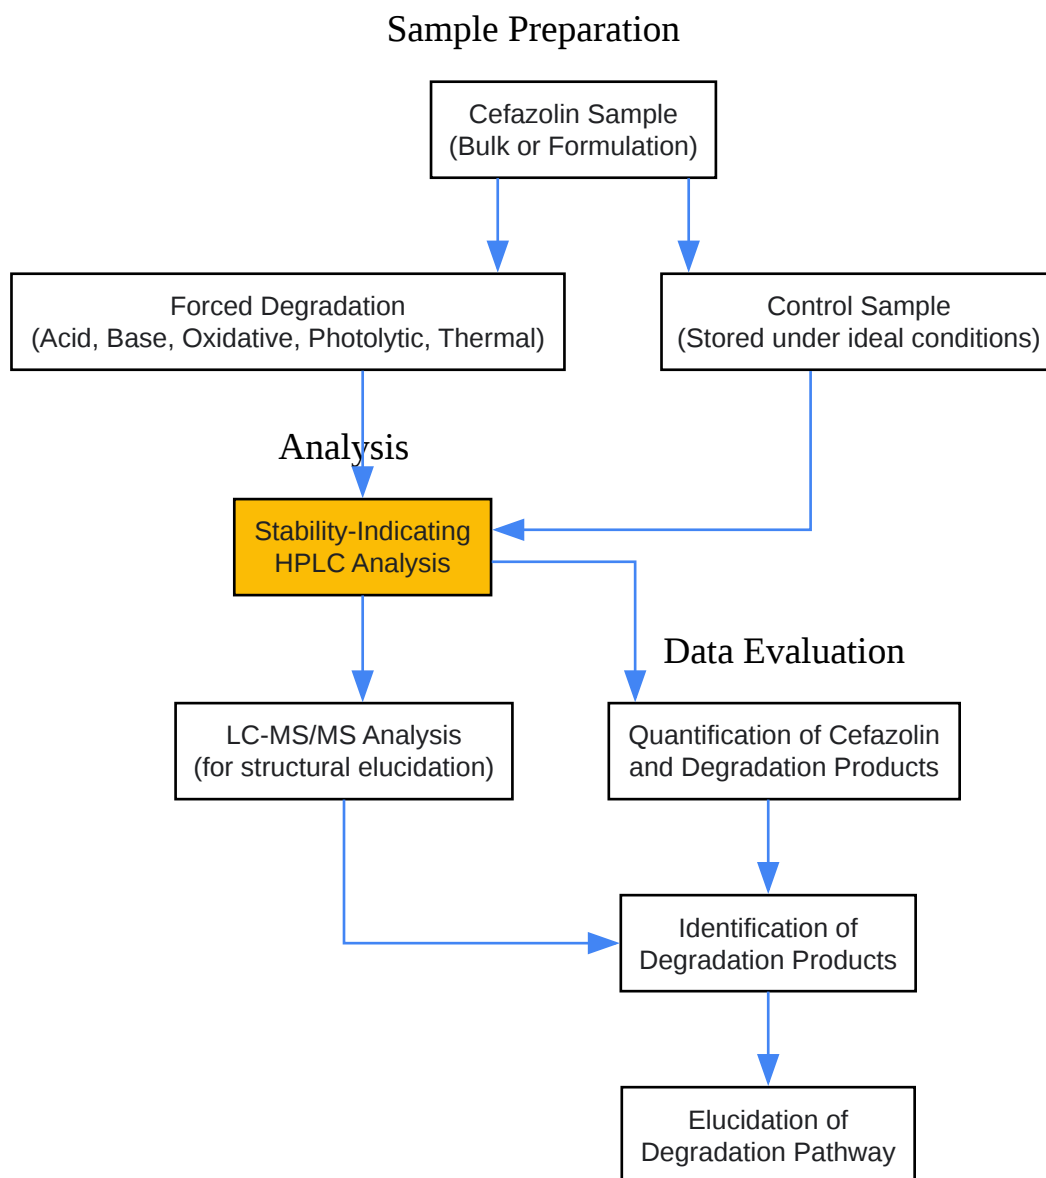 Sample Preparation
Cefazolin Sample
(Bulk or Formulation)
Forced Degradation
(Acid, Base, Oxidative, Photolytic, Thermal)
Control Sample
(Stored under ideal conditions)
Analysis
Stability-Indicating
HPLC Analysis
Data Evaluation
LC-MS/MS Analysis
(for structural elucidation)
Quantification of Cefazolin
and Degradation Products
Identification of
Degradation Products
Elucidation of
Degradation Pathway